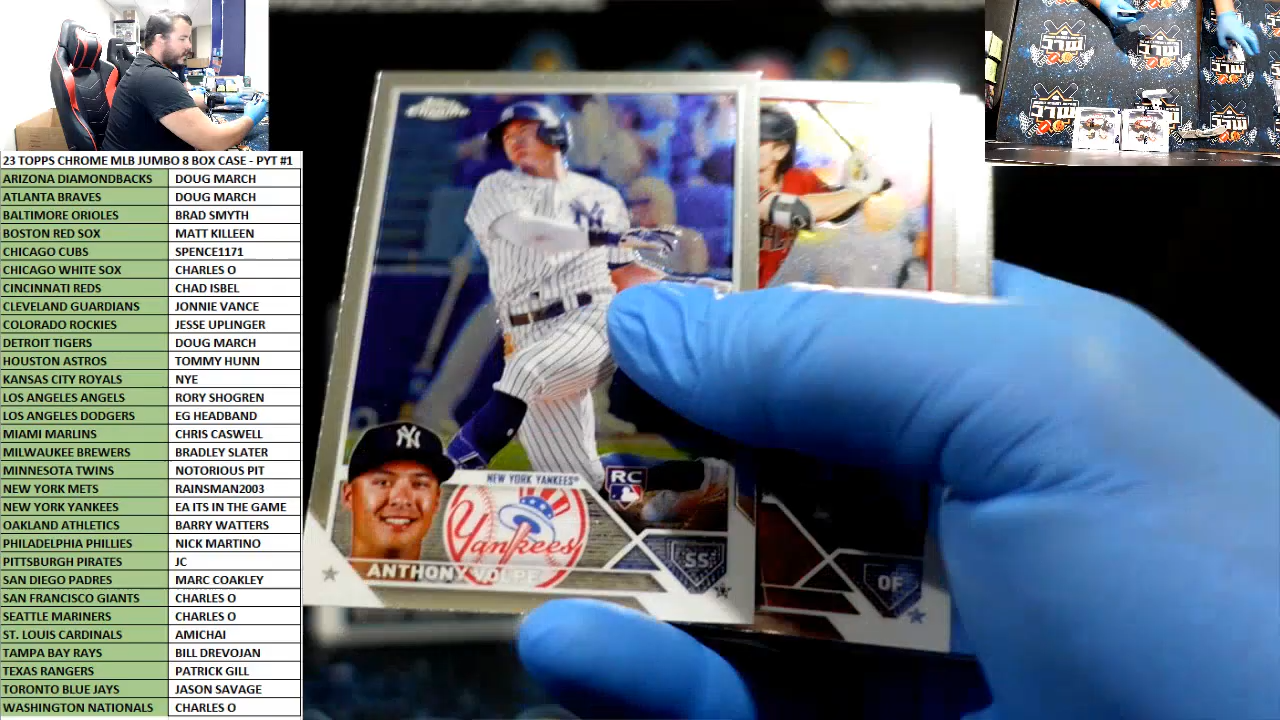 23 TOPPS CHROME MLB JUMBO 8 BOX CASE - PYT #1
ARIZONA DIAMONDBACKS DOUG MARCH
ATLANTA BRAVES DOUG MARCH
BALTIMORE ORIOLES BRAD SMYTH
BOSTON RED SOX MATT KILLEEN
CHICAGO CUBS SPENCE1171
CHICAGO WHITE SOX CHARLES O
CINCINNATI REDS CHAD ISBEL
CLEVELAND GUARDIANS JONNIE VANCE
COLORADO ROCKIES JESSE UPLINGER
DETROIT TIGERS DOUG MARCH
HOUSTON ASTROS TOMMY HUNN
KANSAS CITY ROYALS NYE
LOS ANGELES ANGELS RORY SHOGREN
LOS ANGELES DODGERS EG HEADBAND
MIAMI MARLINS CHRIS CASWELL
MILWAUKEE BREWERS BRADLEY SLATER
MINNESOTA TWINS NOTORIOUS PIT
NEW YORK METS RAINSMAN2003
NEW YORK YANKEES EA ITS IN THE GAME
OAKLAND ATHLETICS BARRY WATTERS
PHILADELPHIA PHILLIES NICK MARTINO
PITTSBURGH PIRATES JC
SAN DIEGO PADRES MARC COAKLEY
SAN FRANCISCO GIANTS CHARLES O
SEATTLE MARINERS CHARLES O
ST. LOUIS CARDINALS AMICHAI
TAMPA BAY RAYS BILL DREVOJAN
TEXAS RANGERS PATRICK GILL
TORONTO BLUE JAYS JASON SAVAGE
WASHINGTON NATIONALS CHARLES O
Topps
Chrome
NY
NY
NEW YORK YANKEES
RC
Yankees
SS
ANTHONY VOLPE
OF